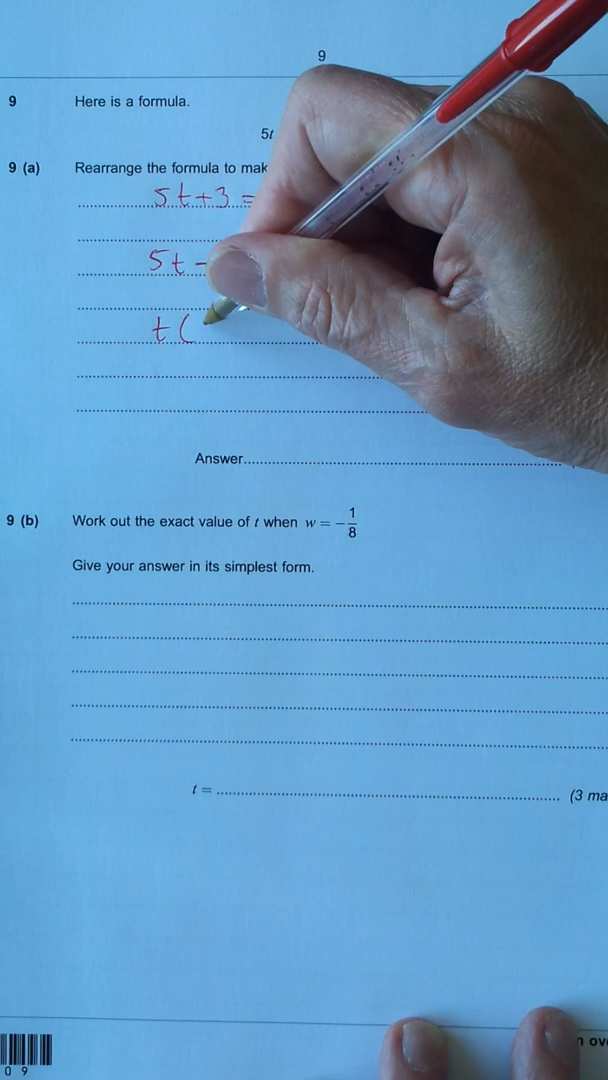 9
9 Here is a formula.
5t
9 (a) Rearrange the formula to mak
5t+3 =
5t -
t(
Answer
9 (b) Work out the exact value of t when w = -1/8
Give your answer in its simplest form.
t =
(3 ma
n ov
0 9